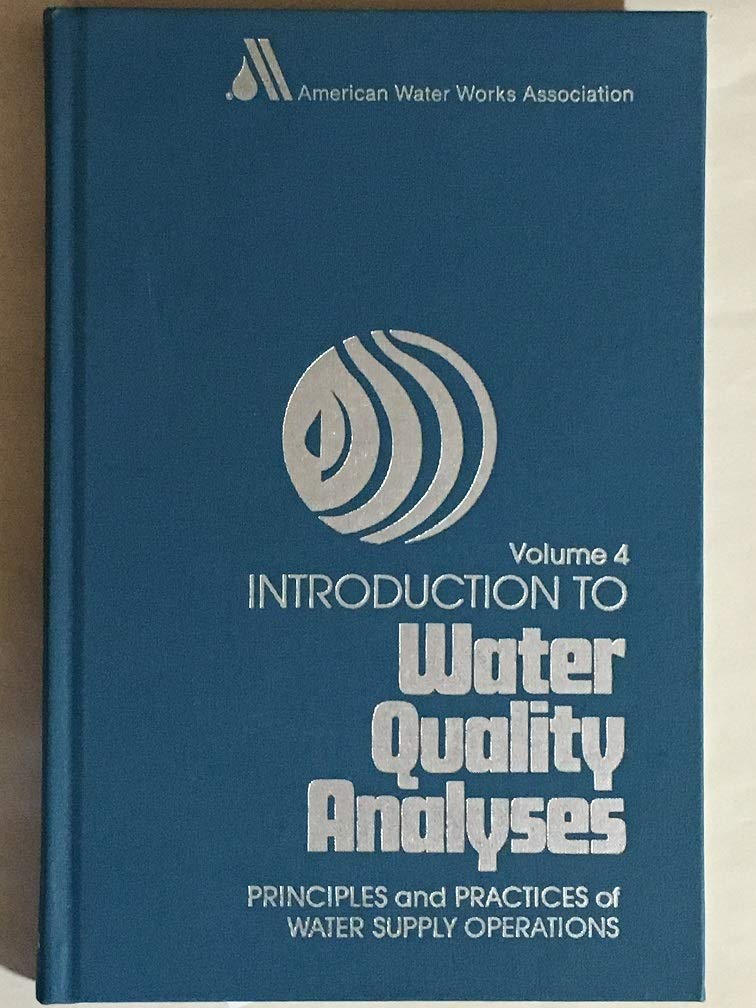 American Water Works Association
Volume 4
INTRODUCTION TO
Water
Quality
Analyses
PRINCIPLES and PRACTICES of
WATER SUPPLY OPERATIONS